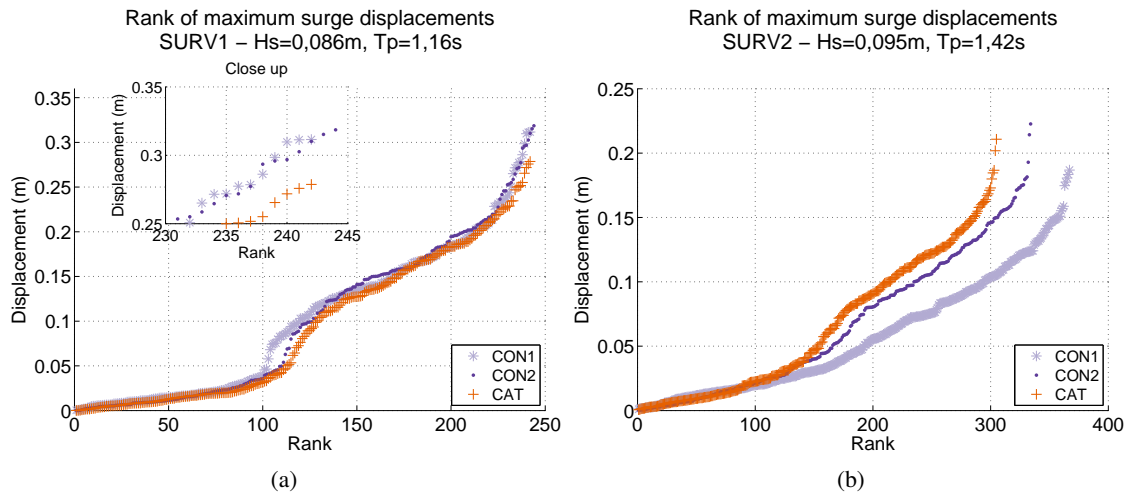 Rank of maximum surge displacements
SURV1 – Hs=0,086m, Tp=1,16s
Close up
0.35
0.3
0.25
230
235
240
245
Displacement (m)
Rank
0.35
0.3
0.25
0.2
0.15
0.1
0.05
0
0
50
100
150
200
250
Displacement (m)
Rank
CON1
CON2
CAT
(a)
Rank of maximum surge displacements
SURV2 – Hs=0,095m, Tp=1,42s
0.25
0.2
0.15
0.1
0.05
0
0
100
200
300
400
Displacement (m)
Rank
CON1
CON2
CAT
(b)